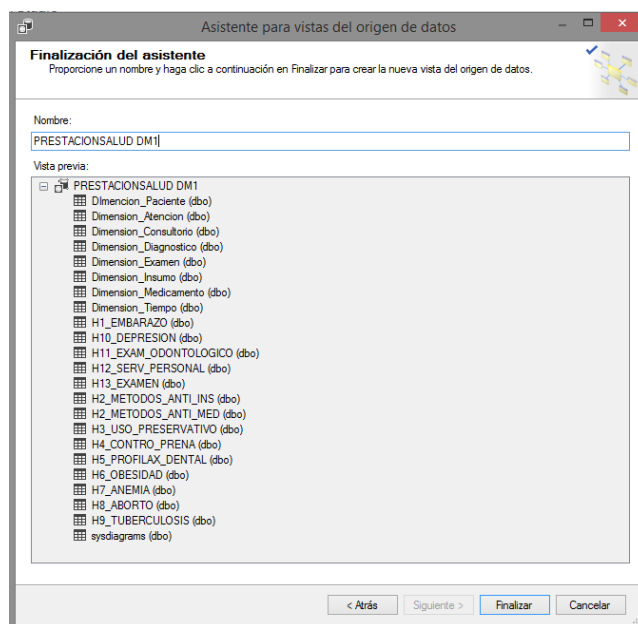 Asistente para vistas del origen de datos
Finalización del asistente
Proporcione un nombre y haga clic a continuación en Finalizar para crear la nueva vista del origen de datos.
Nombre:
PRESTACIONSALUD DM1
Vista previa:
PRESTACIONSALUD DM1
DImencion_Paciente (dbo)
Dimension_Atencion (dbo)
Dimension_Consultorio (dbo)
Dimension_Diagnostico (dbo)
Dimension_Examen (dbo)
Dimension_Insumo (dbo)
Dimension_Medicamento (dbo)
Dimension_Tiempo (dbo)
H1_EMBARAZO (dbo)
H10_DEPRESION (dbo)
H11_EXAM_ODONTOLOGICO (dbo)
H12_SERV_PERSONAL (dbo)
H13_EXAMEN (dbo)
H2_METODOS_ANTI_INS (dbo)
H2_METODOS_ANTI_MED (dbo)
H3_USO_PRESERVATIVO (dbo)
H4_CONTRO_PRENA (dbo)
H5_PROFILAX_DENTAL (dbo)
H6_OBESIDAD (dbo)
H7_ANEMIA (dbo)
H8_ABORTO (dbo)
H9_TUBERCULOSIS (dbo)
sysdiagrams (dbo)
< Atrás Siguiente > Finalizar Cancelar